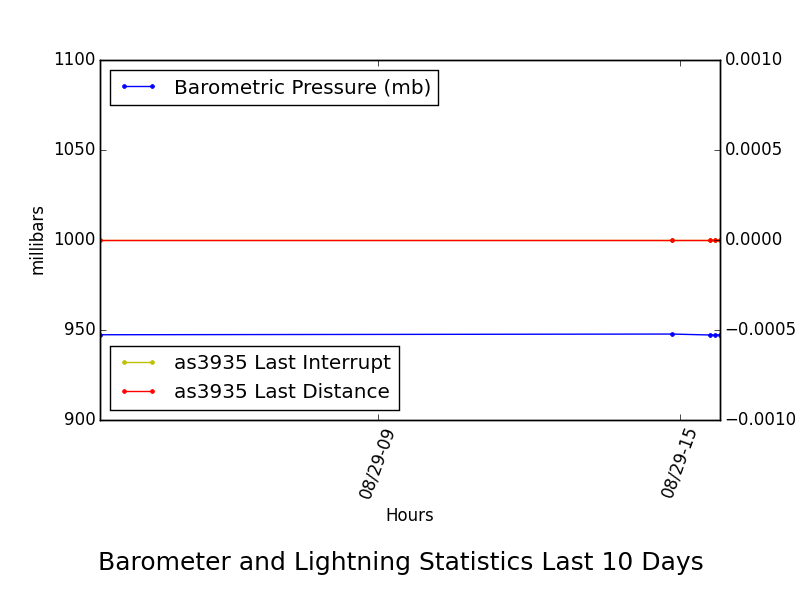 1100
1050
1000
950
900
millibars
Barometric Pressure (mb)
as3935 Last Interrupt
as3935 Last Distance
0.0010
0.0005
0.0000
−0.0005
−0.0010
08/29-09
08/29-15
Hours
Barometer and Lightning Statistics Last 10 Days